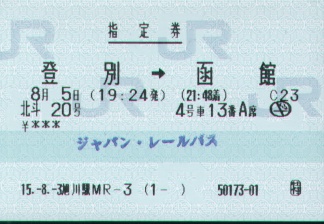 指定券
登別 → 函館
8月 5日 (19:24発) (21:48着) C23
北斗 20号 4号車13番A席
¥***
ジャパン・レールパス
15.-8.-3旭川駅MR-3 (1- ) 50173-01